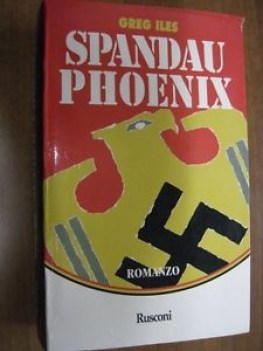 GREG ILES
SPANDAU
PHOENIX
ROMANZO
Rusconi